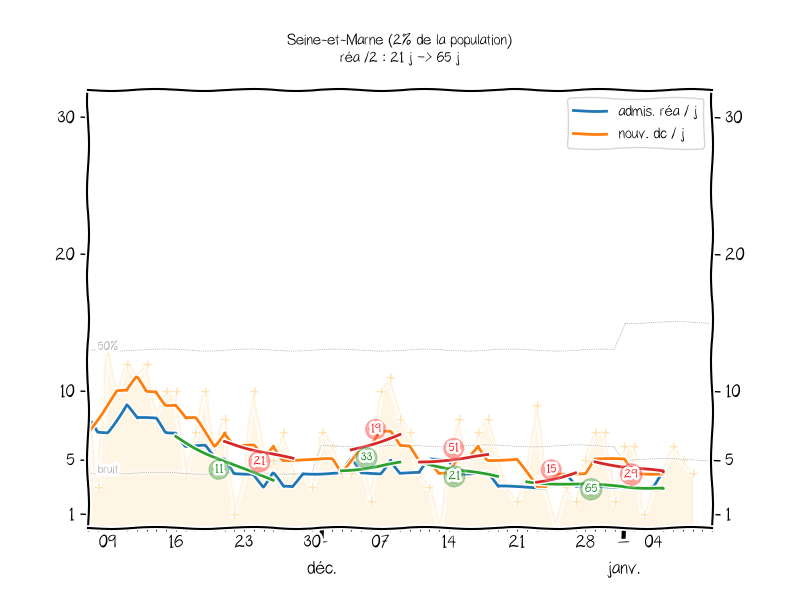 Seine-et-Marne (2% de la population)
réa /2 : 21 j -> 65 j
admis. réa / j
nouv. dc / j
30 30
20 20
50%
10 10
19
51
33
5 5
11 21 21 15 29
bruit
65
1 1
09 16 23 30 07 14 21 28 04
déc. janv.